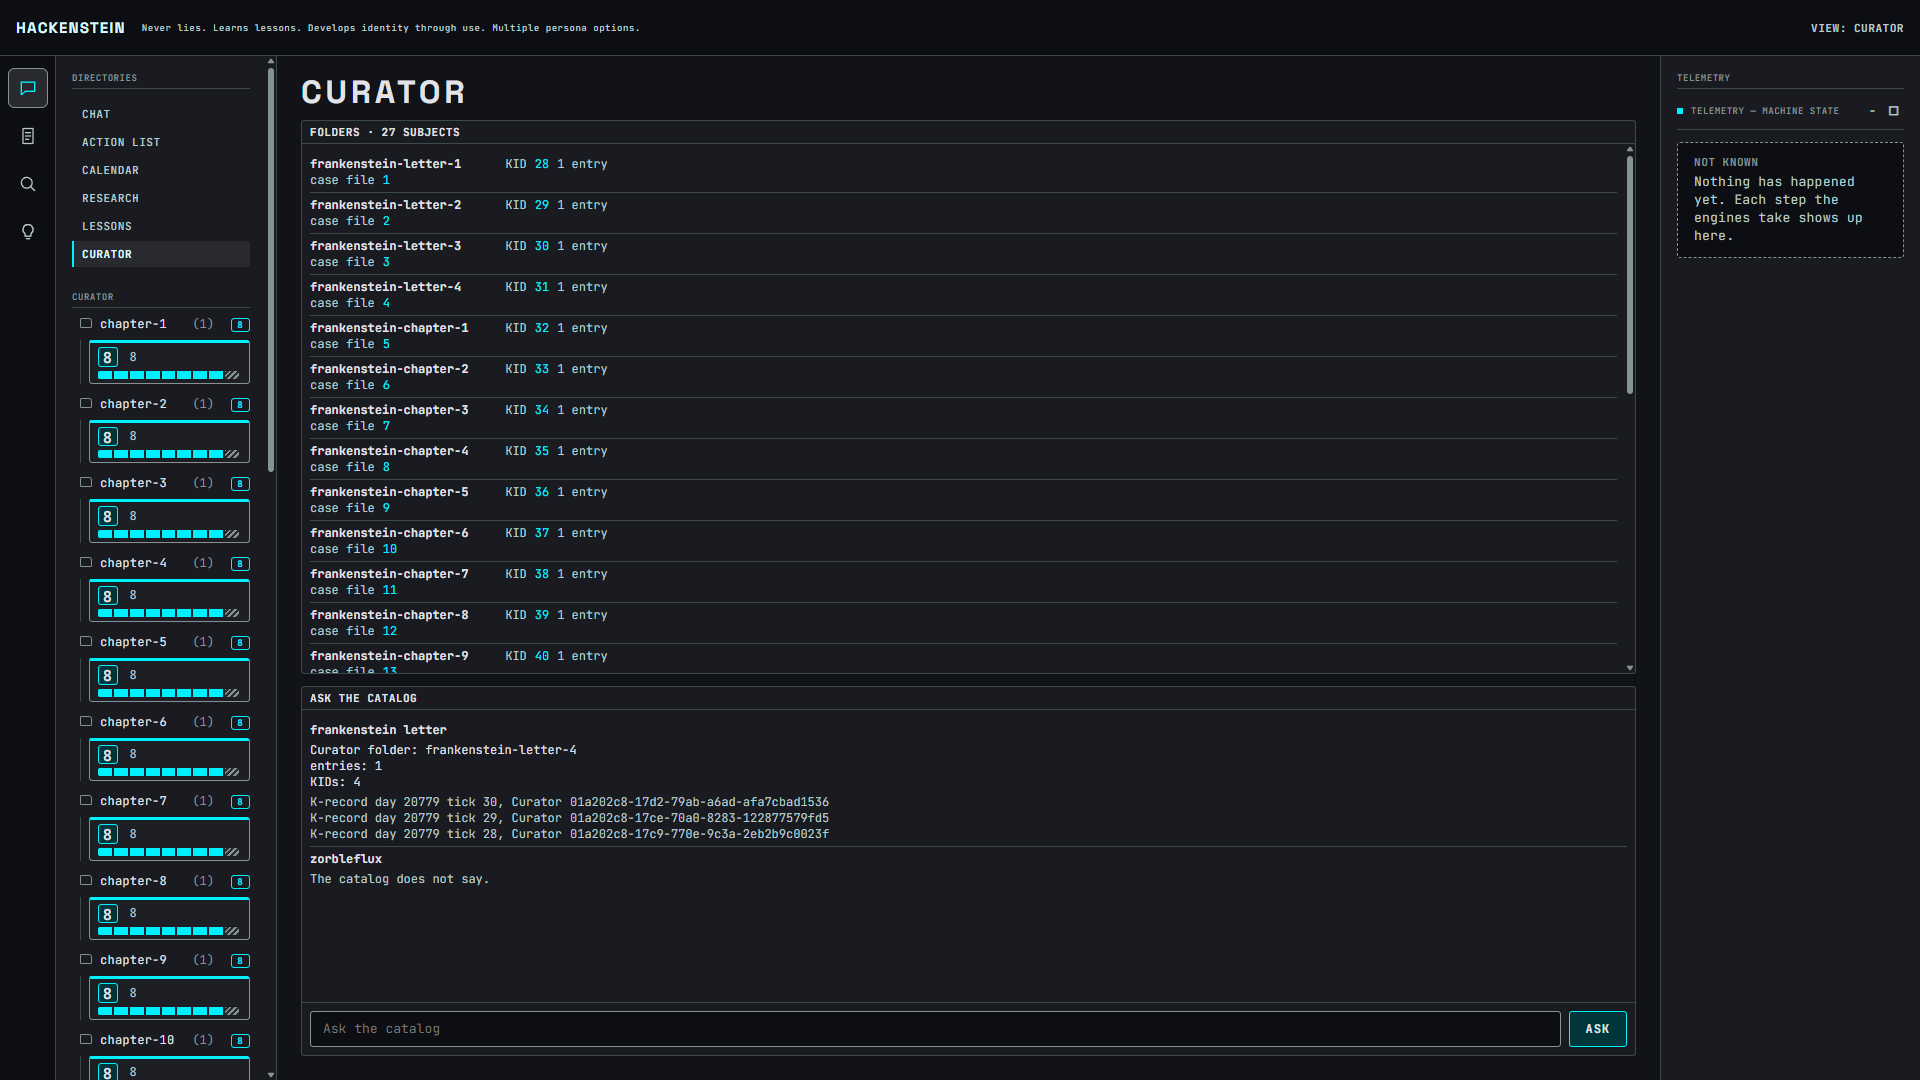 HACKENSTEIN
Never lies. Learns lessons. Develops identity through use. Multiple persona options.
VIEW: CURATOR
DIRECTORIES
CHAT
ACTION LIST
CALENDAR
RESEARCH
LESSONS
CURATOR
CURATOR
chapter-1 (1) 8
8 8
chapter-2 (1) 8
8 8
chapter-3 (1) 8
8 8
chapter-4 (1) 8
8 8
chapter-5 (1) 8
8 8
chapter-6 (1) 8
8 8
chapter-7 (1) 8
8 8
chapter-8 (1) 8
8 8
chapter-9 (1) 8
8 8
chapter-10 (1) 8
8 8
CURATOR
FOLDERS · 27 SUBJECTS
frankenstein-letter-1 KID 28 1 entry
case file 1
frankenstein-letter-2 KID 29 1 entry
case file 2
frankenstein-letter-3 KID 30 1 entry
case file 3
frankenstein-letter-4 KID 31 1 entry
case file 4
frankenstein-chapter-1 KID 32 1 entry
case file 5
frankenstein-chapter-2 KID 33 1 entry
case file 6
frankenstein-chapter-3 KID 34 1 entry
case file 7
frankenstein-chapter-4 KID 35 1 entry
case file 8
frankenstein-chapter-5 KID 36 1 entry
case file 9
frankenstein-chapter-6 KID 37 1 entry
case file 10
frankenstein-chapter-7 KID 38 1 entry
case file 11
frankenstein-chapter-8 KID 39 1 entry
case file 12
frankenstein-chapter-9 KID 40 1 entry
case file 13
ASK THE CATALOG
frankenstein letter
Curator folder: frankenstein-letter-4
entries: 1
KIDs: 4
K-record day 20779 tick 30, Curator 01a202c8-17d2-79ab-a6ad-afa7cbad1536
K-record day 20779 tick 29, Curator 01a202c8-17ce-70a0-8283-122877579fd5
K-record day 20779 tick 28, Curator 01a202c8-17c9-770e-9c3a-2eb2b9c0023f
zorbleflux
The catalog does not say.
Ask the catalog
ASK
TELEMETRY
TELEMETRY — MACHINE STATE -
NOT KNOWN
Nothing has happened
yet. Each step the
engines take shows up
here.